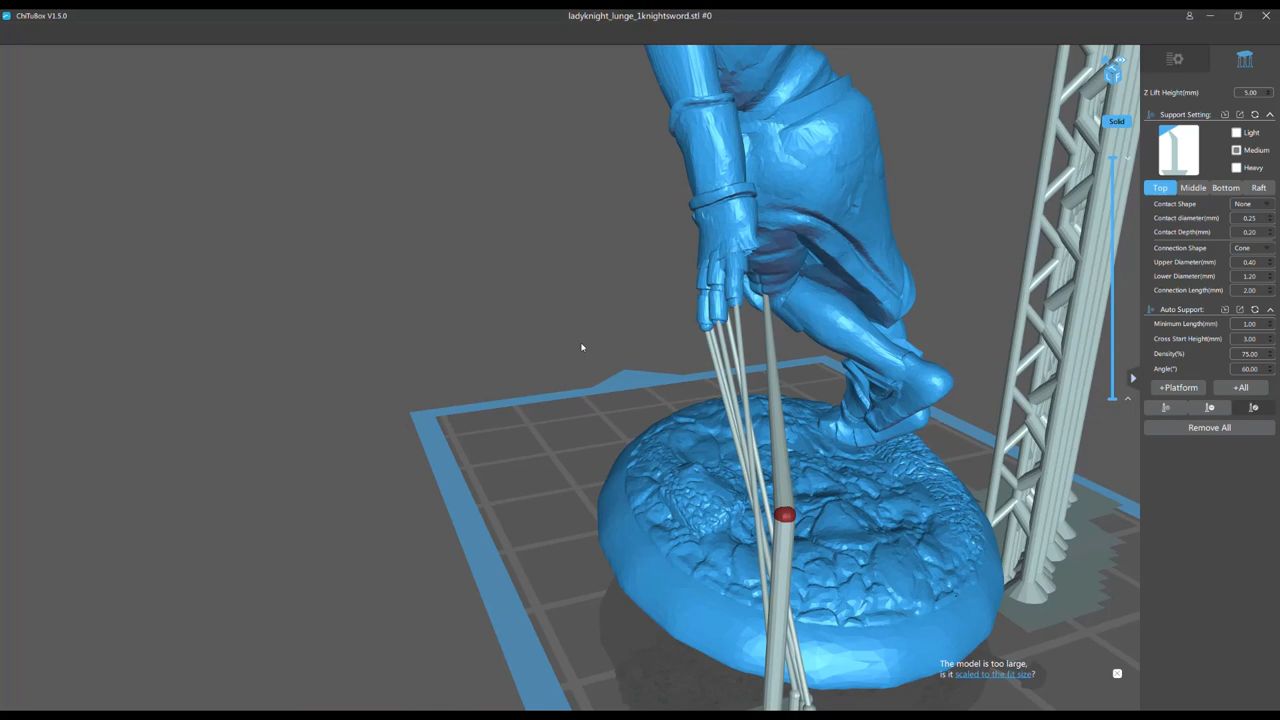 ChiTuBox V1.5.0
ladyknight_lunge_1knightsword.stl #0
Z Lift Height(mm) 5.00
Support Setting:
Light
Medium
Heavy
Solid
Top Middle Bottom Raft
Contact Shape None
Contact diameter(mm) 0.25
Contact Depth(mm) 0.20
Connection Shape Cone
Upper Diameter(mm) 0.40
Lower Diameter(mm) 1.20
Connection Length(mm) 2.00
Auto Support:
Minimum Length(mm) 1.00
Cross Start Height(mm) 3.00
Density(%) 75.00
Angle(°) 60.00
+Platform +All
Remove All
The model is too large,
is it scaled to the fit size?